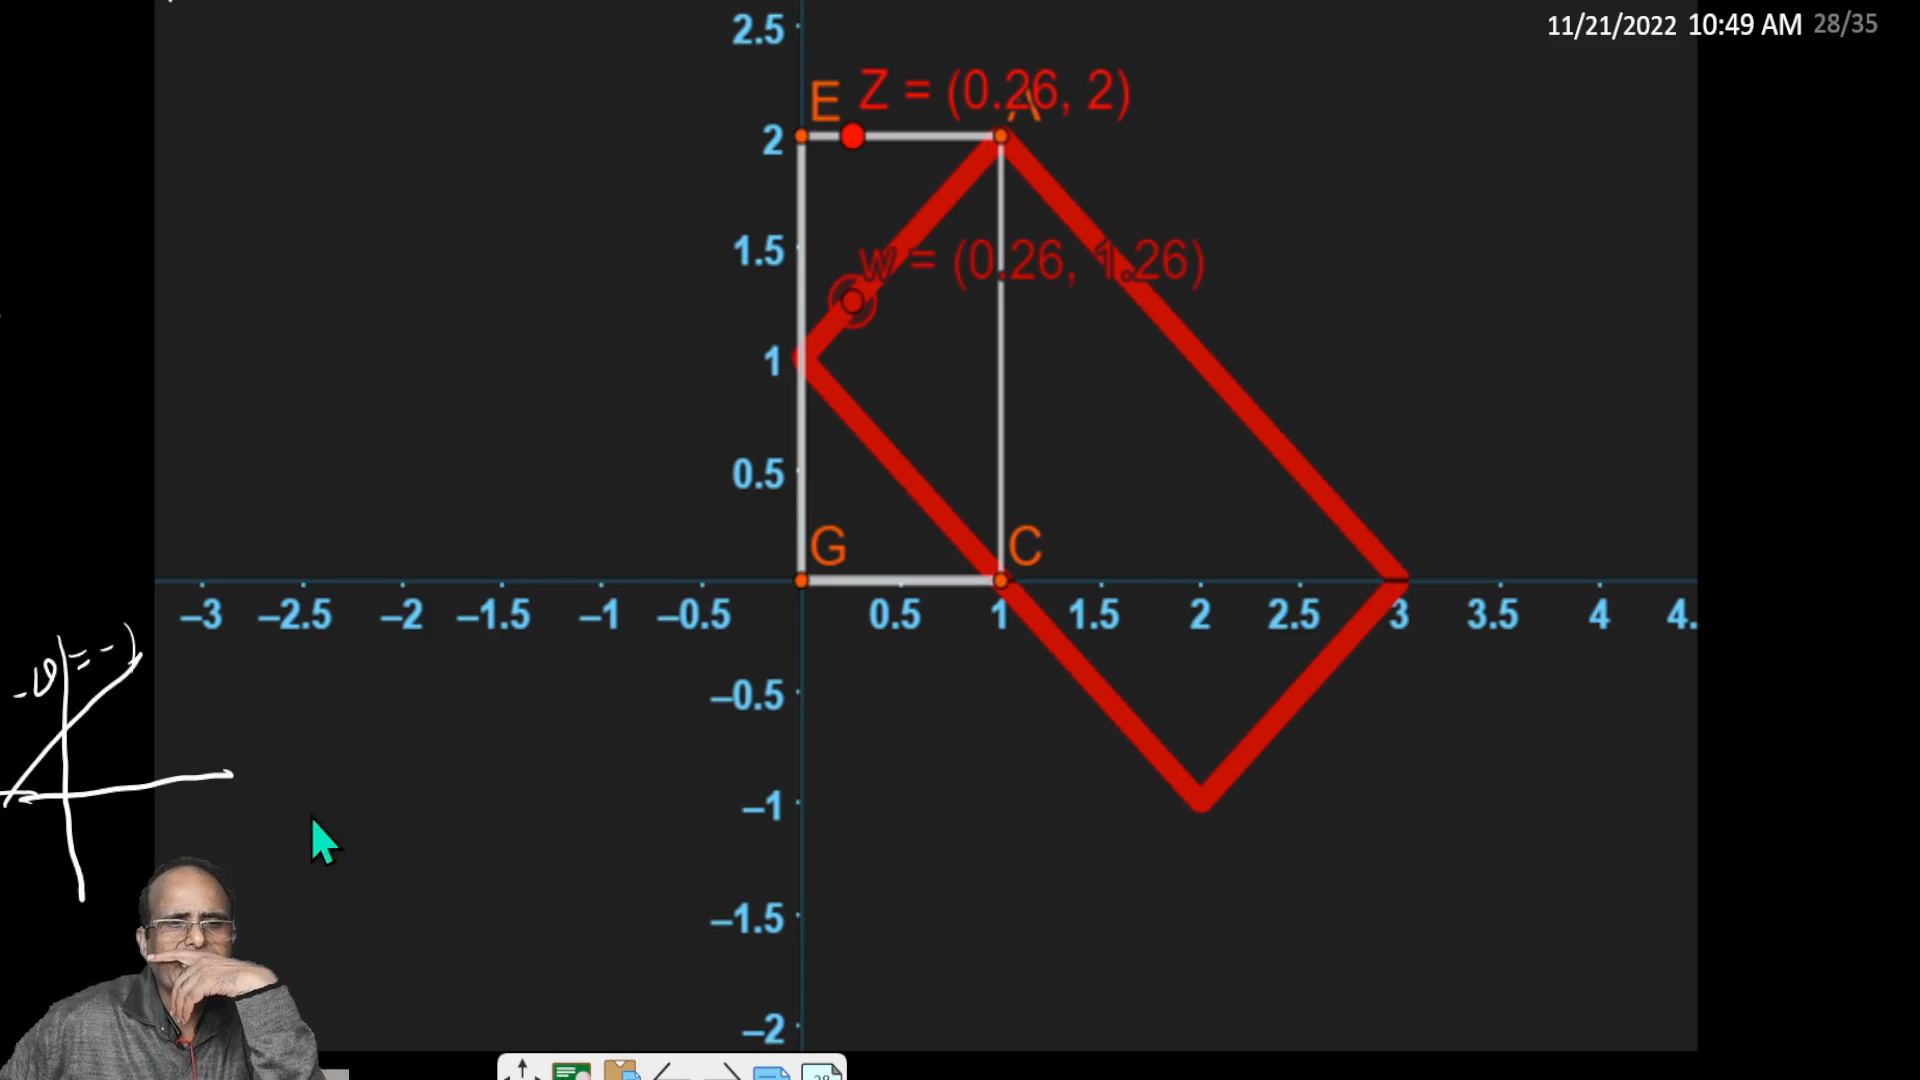 11/21/2022 10:49 AM 28/35
2.5
E Z = (0.26, 2) A
2
1.5
w = (0.26, 1.26)
1
0.5
G C
–3 –2.5 –2 –1.5 –1 –0.5 0.5 1 1.5 2 2.5 3 3.5 4 4.
–0.5
–1
–1.5
–2
28